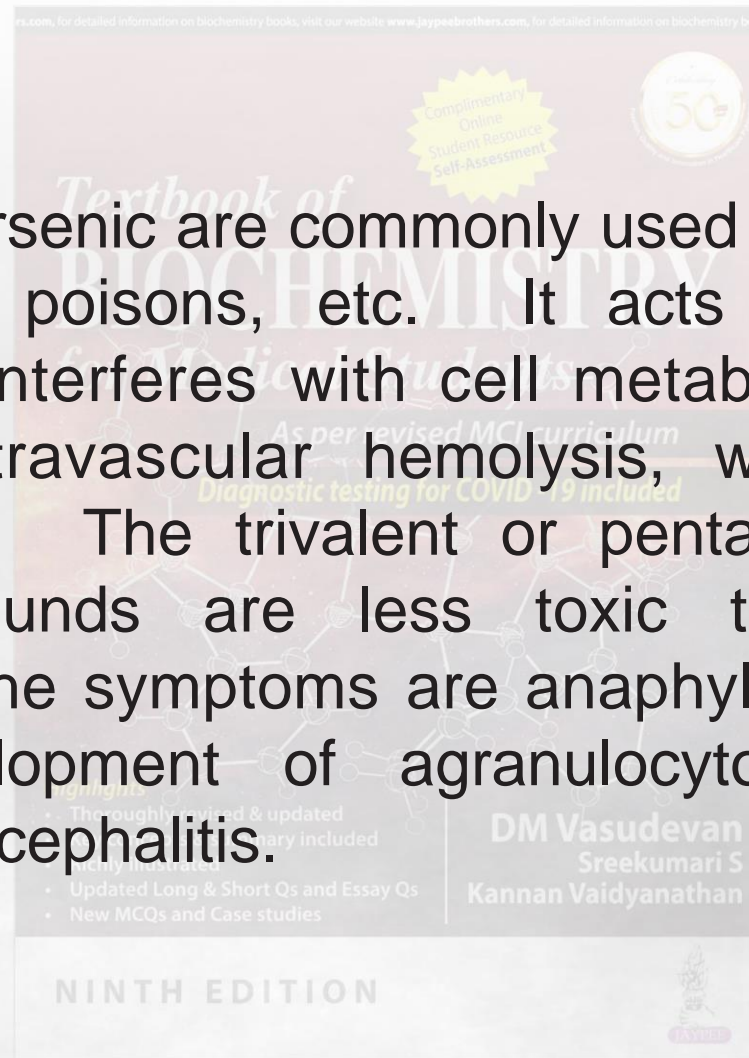 rs.com, for detailed information on biochemistry books, visit our website www.jaypeebrothers.com, for detailed information on biochemistry b
Complimentary
Online
Student Resource
Self-Assessment
50
Textbook of
BIOCHEMISTRY
for Medical Students
As per revised MCI curriculum
Diagnostic testing for COVID-19 included
rsenic are commonly used
poisons, etc. It acts
nterferes with cell metab
travascular hemolysis, w
The trivalent or penta
unds are less toxic t
ne symptoms are anaphyl
lopment of agranulocyto
cephalitis.
Highlights
• Thoroughly revised & updated
summary included
• Richly illustrated
• Updated Long & Short Qs and Essay Qs
• New MCQs and Case studies
DM Vasudevan
Sreekumari S
Kannan Vaidyanathan
NINTH EDITION
JAYPEE